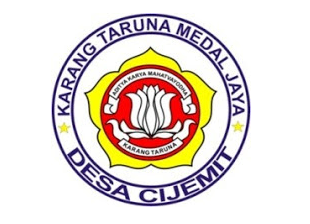 KARANG TARUNA MEDAL JAYA
ADITYA KARYA MAHATVAYODHA
KARANG TARUNA
DESA CIJEMIT